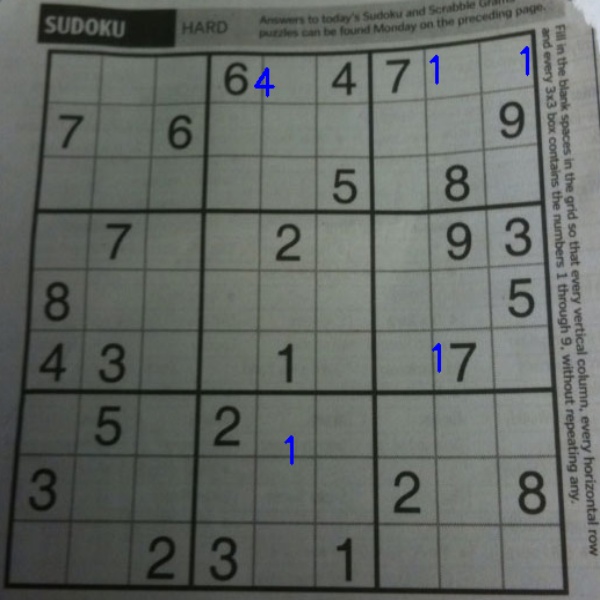 SUDOKU HARD Answers to today's Sudoku and Scrabble
puzzles can be found Monday on the preceding page.
6 4 4 7 1 1
7 6 9
5 8
7 2 9 3
8 5
4 3 1 1 7
5 2 1
3 2 8
2 3 1
Fill in the blank spaces in the grid so that every vertical column, every horizontal row
and every 3x3 box contains the numbers 1 through 9, without repeating any.